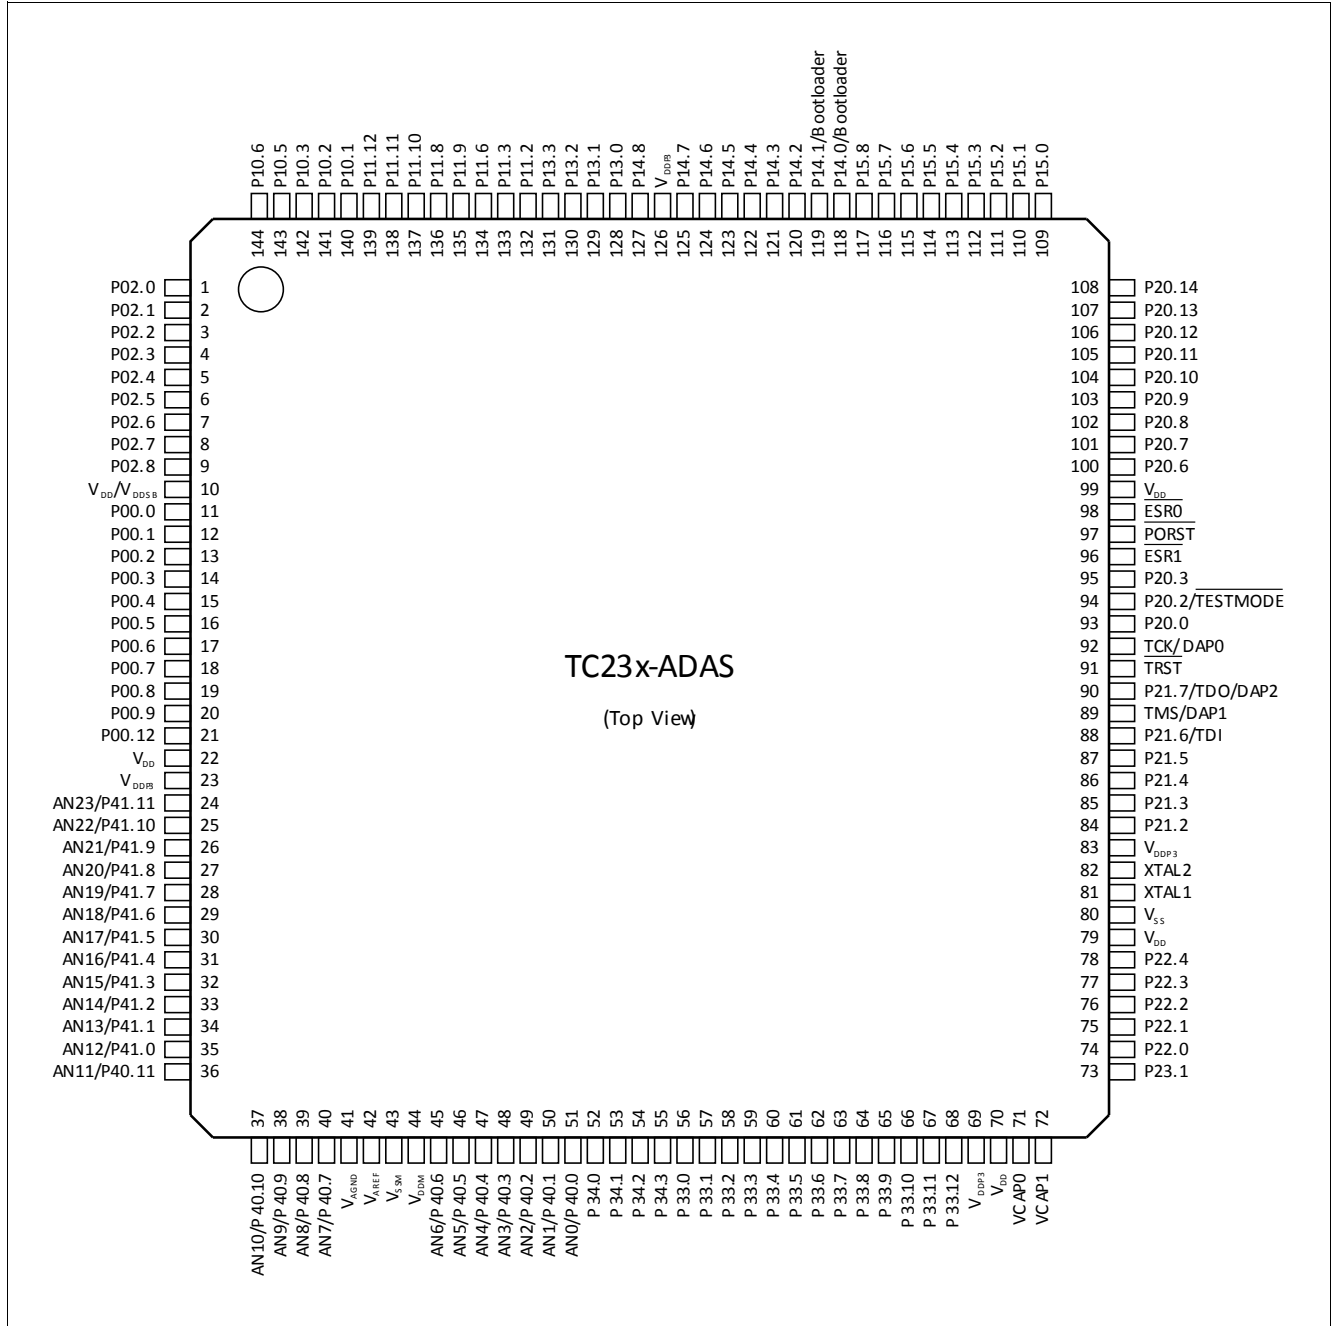 P10.6
P10.5
P10.3
P10.2
P10.1
P11.12
P11.11
P11.10
P11.8
P11.9
P11.6
P11.3
P11.2
P13.3
P13.2
P13.1
P13.0
P14.8
VDDP3
P14.7
P14.6
P14.5
P14.4
P14.3
P14.2
P14.1/Bootloader
P14.0/Bootloader
P15.8
P15.7
P15.6
P15.5
P15.4
P15.3
P15.2
P15.1
P15.0
144
143
142
141
140
139
138
137
136
135
134
133
132
131
130
129
128
127
126
125
124
123
122
121
120
119
118
117
116
115
114
113
112
111
110
109
P02.0 1
P02.1 2
P02.2 3
P02.3 4
P02.4 5
P02.5 6
P02.6 7
P02.7 8
P02.8 9
VDD/VDDSB 10
P00.0 11
P00.1 12
P00.2 13
P00.3 14
P00.4 15
P00.5 16
P00.6 17
P00.7 18
P00.8 19
P00.9 20
P00.12 21
VDD 22
VDDP3 23
AN23/P41.11 24
AN22/P41.10 25
AN21/P41.9 26
AN20/P41.8 27
AN19/P41.7 28
AN18/P41.6 29
AN17/P41.5 30
AN16/P41.4 31
AN15/P41.3 32
AN14/P41.2 33
AN13/P41.1 34
AN12/P41.0 35
AN11/P40.11 36
TC23x-ADAS
(Top View)
108 P20.14
107 P20.13
106 P20.12
105 P20.11
104 P20.10
103 P20.9
102 P20.8
101 P20.7
100 P20.6
99 VDD
98 ESR0
97 PORST
96 ESR1
95 P20.3
94 P20.2/TESTMODE
93 P20.0
92 TCK/DAP0
91 TRST
90 P21.7/TDO/DAP2
89 TMS/DAP1
88 P21.6/TDI
87 P21.5
86 P21.4
85 P21.3
84 P21.2
83 VDDP3
82 XTAL2
81 XTAL1
80 VSS
79 VDD
78 P22.4
77 P22.3
76 P22.2
75 P22.1
74 P22.0
73 P23.1
37
38
39
40
41
42
43
44
45
46
47
48
49
50
51
52
53
54
55
56
57
58
59
60
61
62
63
64
65
66
67
68
69
70
71
72
AN10/P40.10
AN9/P40.9
AN8/P40.8
AN7/P40.7
VAGND
VAREF
VSSM
VDDM
AN6/P40.6
AN5/P40.5
AN4/P40.4
AN3/P40.3
AN2/P40.2
AN1/P40.1
AN0/P40.0
P34.0
P34.1
P34.2
P34.3
P33.0
P33.1
P33.2
P33.3
P33.4
P33.5
P33.6
P33.7
P33.8
P33.9
P33.10
P33.11
P33.12
VDDP3
VDD
VCAP0
VCAP1